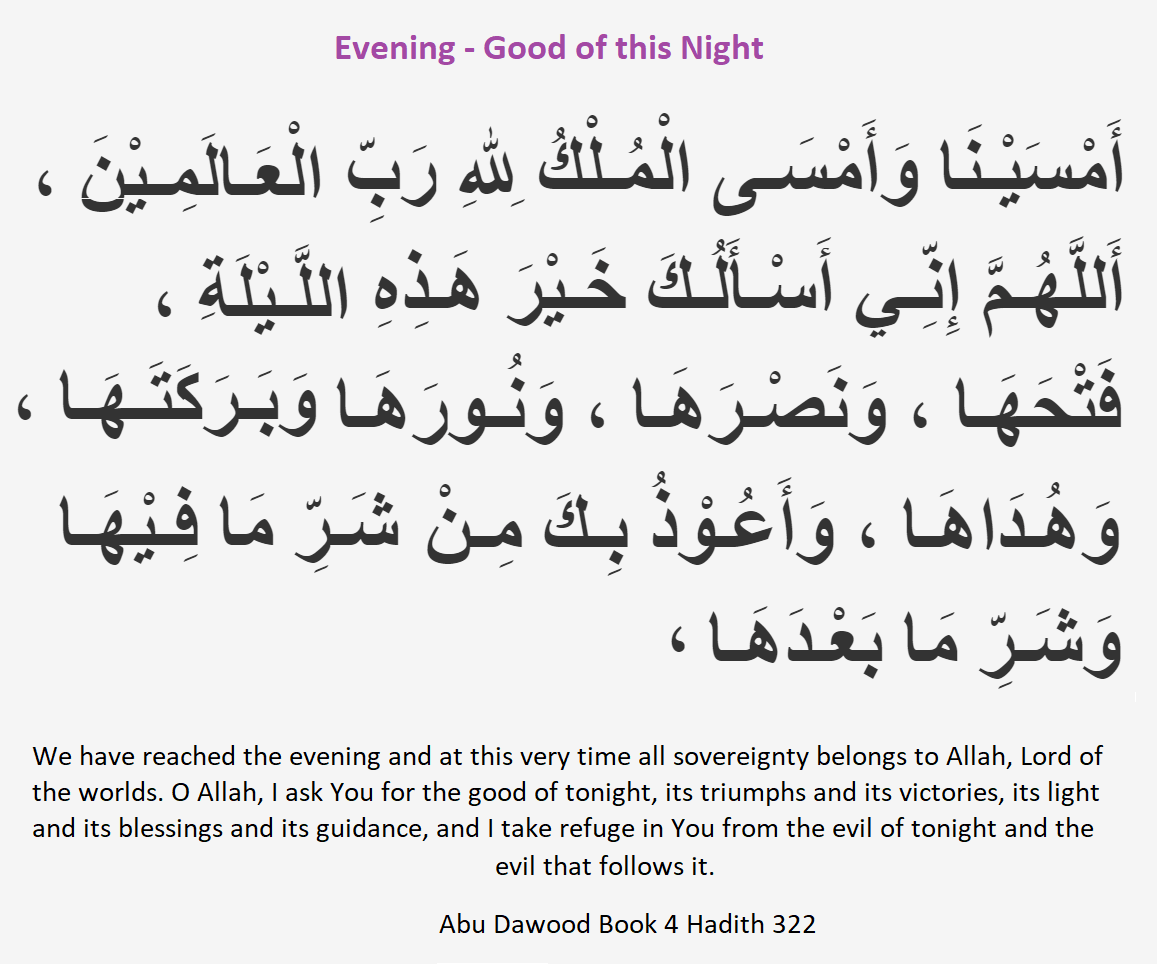 Evening - Good of this Night
أَمْسَيْنَا وَأَمْسَى الْمُلْكُ لِلّٰهِ رَبِّ الْعَالَمِيْنَ ،
أَللَّهُمَّ إِنِّي أَسْأَلُكَ خَيْرَ هَذِهِ اللَّيْلَةِ ،
فَتْحَهَا ، وَنَصْرَهَا ، وَنُورَهَا وَبَرَكَتَهَا ،
وَهُدَاهَا ، وَأَعُوْذُ بِكَ مِنْ شَرِّ مَا فِيْهَا
وَشَرِّ مَا بَعْدَهَا ،
We have reached the evening and at this very time all sovereignty belongs to Allah, Lord of
the worlds. O Allah, I ask You for the good of tonight, its triumphs and its victories, its light
and its blessings and its guidance, and I take refuge in You from the evil of tonight and the
evil that follows it.
Abu Dawood Book 4 Hadith 322